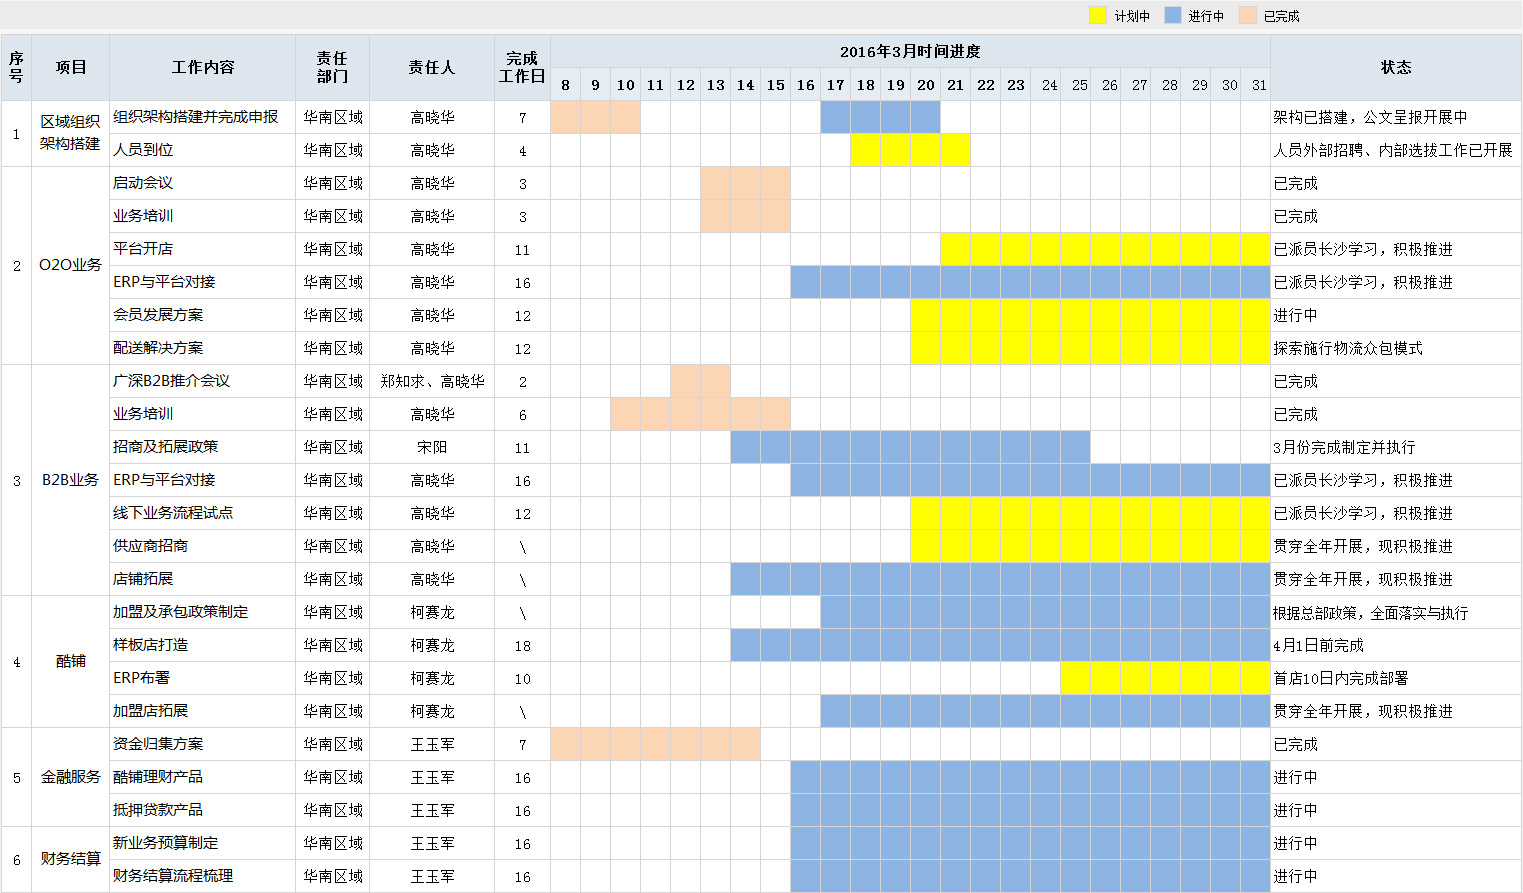 计划中 进行中 已完成
序号 项目 工作内容 责任部门 责任人 完成工作日 2016年3月时间进度 状态
8 9 10 11 12 13 14 15 16 17 18 19 20 21 22 23 24 25 26 27 28 29 30 31
1 区域组织架构搭建 组织架构搭建并完成申报 华南区域 高晓华 7 架构已搭建，公文呈报开展中
人员到位 华南区域 高晓华 4 人员外部招聘、内部选拔工作已开展
2 O2O业务 启动会议 华南区域 高晓华 3 已完成
业务培训 华南区域 高晓华 3 已完成
平台开店 华南区域 高晓华 11 已派员长沙学习，积极推进
ERP与平台对接 华南区域 高晓华 16 已派员长沙学习，积极推进
会员发展方案 华南区域 高晓华 12 进行中
配送解决方案 华南区域 高晓华 12 探索施行物流众包模式
3 B2B业务 广深B2B推介会议 华南区域 郑知求、高晓华 2 已完成
业务培训 华南区域 高晓华 6 已完成
招商及拓展政策 华南区域 宋阳 11 3月份完成制定并执行
ERP与平台对接 华南区域 高晓华 16 已派员长沙学习，积极推进
线下业务流程试点 华南区域 高晓华 12 已派员长沙学习，积极推进
供应商招商 华南区域 高晓华 \ 贯穿全年开展，现积极推进
店铺拓展 华南区域 高晓华 \ 贯穿全年开展，现积极推进
4 酷铺 加盟及承包政策制定 华南区域 柯赛龙 \ 根据总部政策，全面落实与执行
样板店打造 华南区域 柯赛龙 18 4月1日前完成
ERP布署 华南区域 柯赛龙 10 首店10日内完成部署
加盟店拓展 华南区域 柯赛龙 \ 贯穿全年开展，现积极推进
5 金融服务 资金归集方案 华南区域 王玉军 7 已完成
酷铺理财产品 华南区域 王玉军 16 进行中
抵押贷款产品 华南区域 王玉军 16 进行中
6 财务结算 新业务预算制定 华南区域 王玉军 16 进行中
财务结算流程梳理 华南区域 王玉军 16 进行中